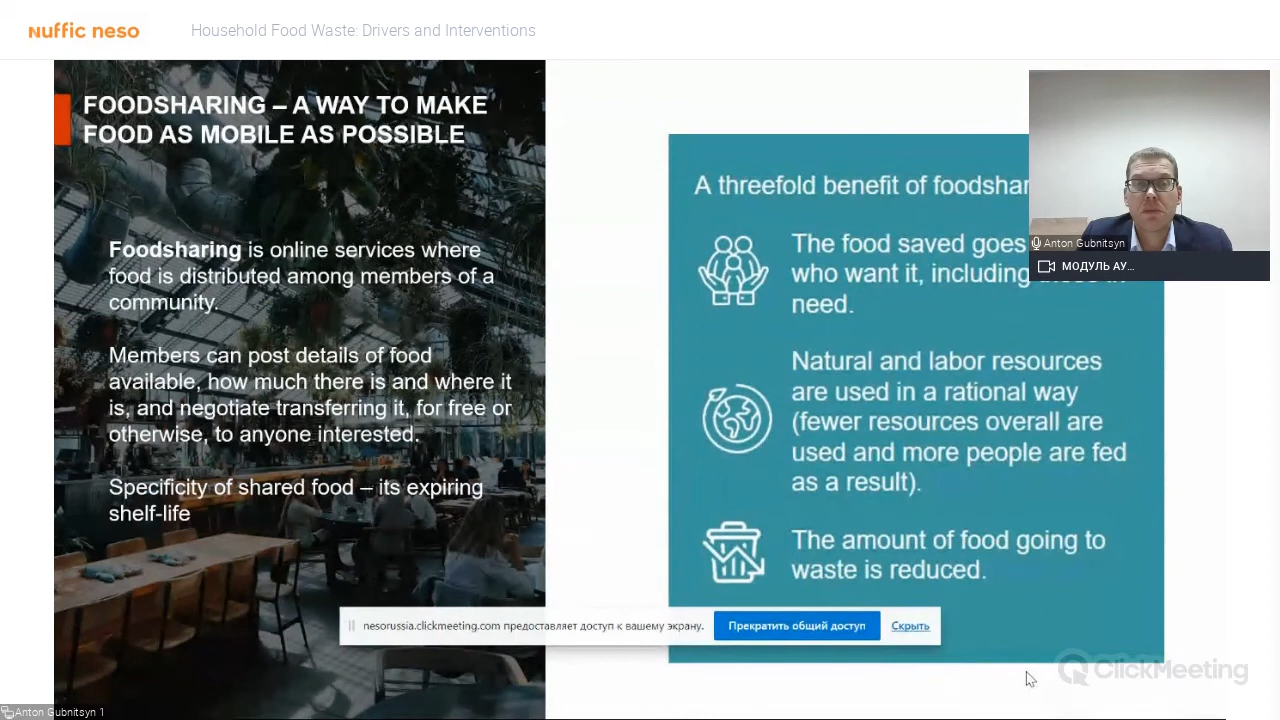 nuffic neso
Household Food Waste: Drivers and Interventions
FOODSHARING – A WAY TO MAKE
FOOD AS MOBILE AS POSSIBLE
Foodsharing is online services where
food is distributed among members of a
community.
Members can post details of food
available, how much there is and where it
is, and negotiate transferring it, for free or
otherwise, to anyone interested.
Specificity of shared food – its expiring
shelf-life
A threefold benefit of foodshar
The food saved goes
who want it, including
need.
Natural and labor resources
are used in a rational way
(fewer resources overall are
used and more people are fed
as a result).
The amount of food going to
waste is reduced.
Anton Gubnitsyn
МОДУЛЬ АУ...
nesorussia.clickmeeting.com предоставляет доступ к вашему экрану.
Прекратить общий доступ
Скрыть
ClickMeeting
Anton Gubnitsyn 1